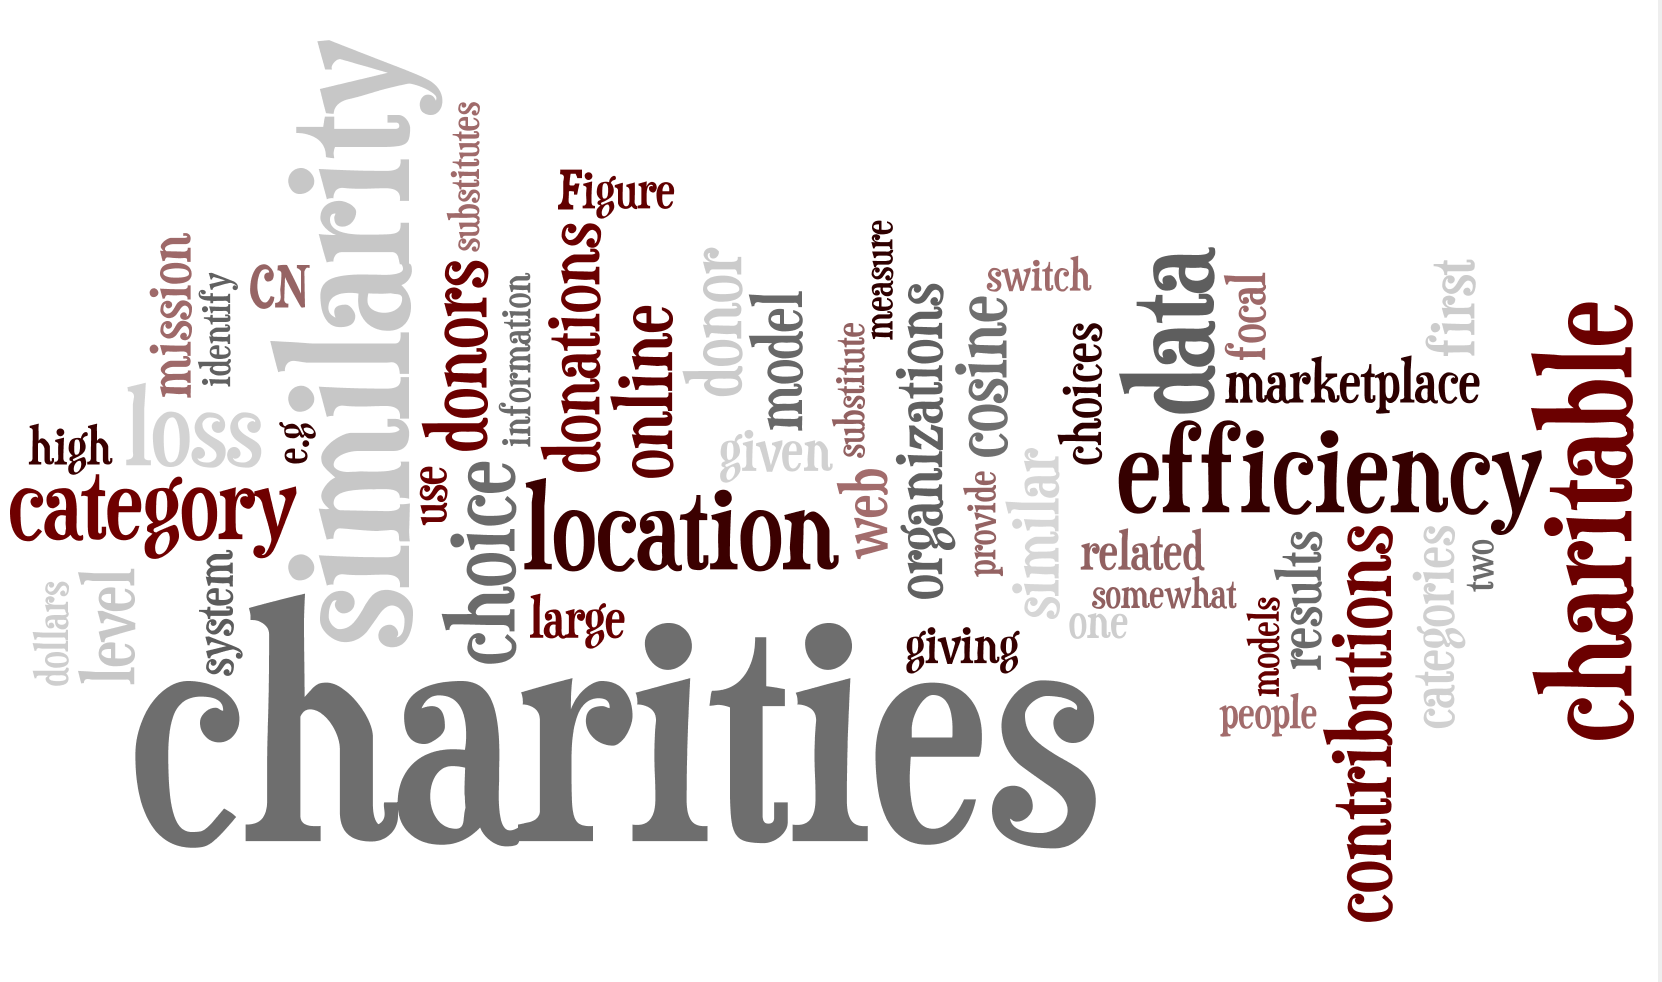 similarity
substitutes
Figure
mission
identify
CN
donors
information
donations
online
donor
model
measure
substitute
organizations
cosine
switch
choices
data
focal
first
marketplace
charitable
loss
high
e.g
category
use
choice
location
given
web
provide
similar
efficiency
related
somewhat
one
dollars
level
system
large
giving
results
models
people
contributions
categories
two
charities